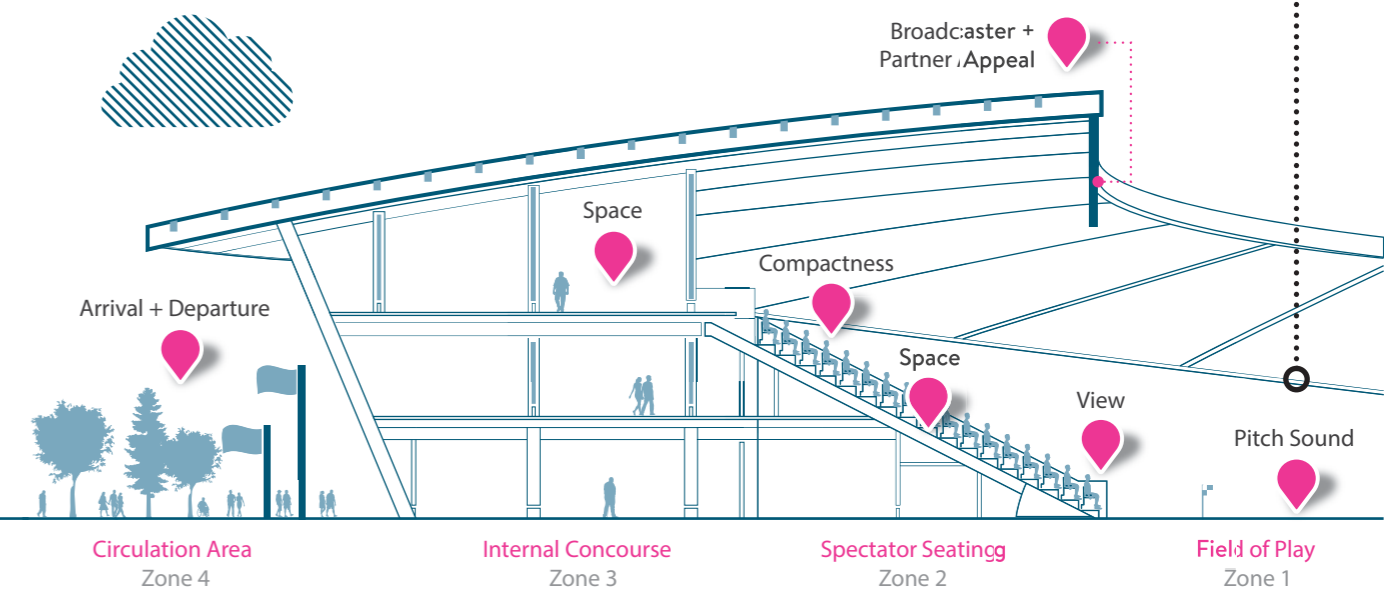 Broadcaster +
Partner Appeal
Space
Compactness
Arrival + Departure
Space
View
Pitch Sound
Circulation Area
Zone 4
Internal Concourse
Zone 3
Spectator Seating
Zone 2
Field of Play
Zone 1